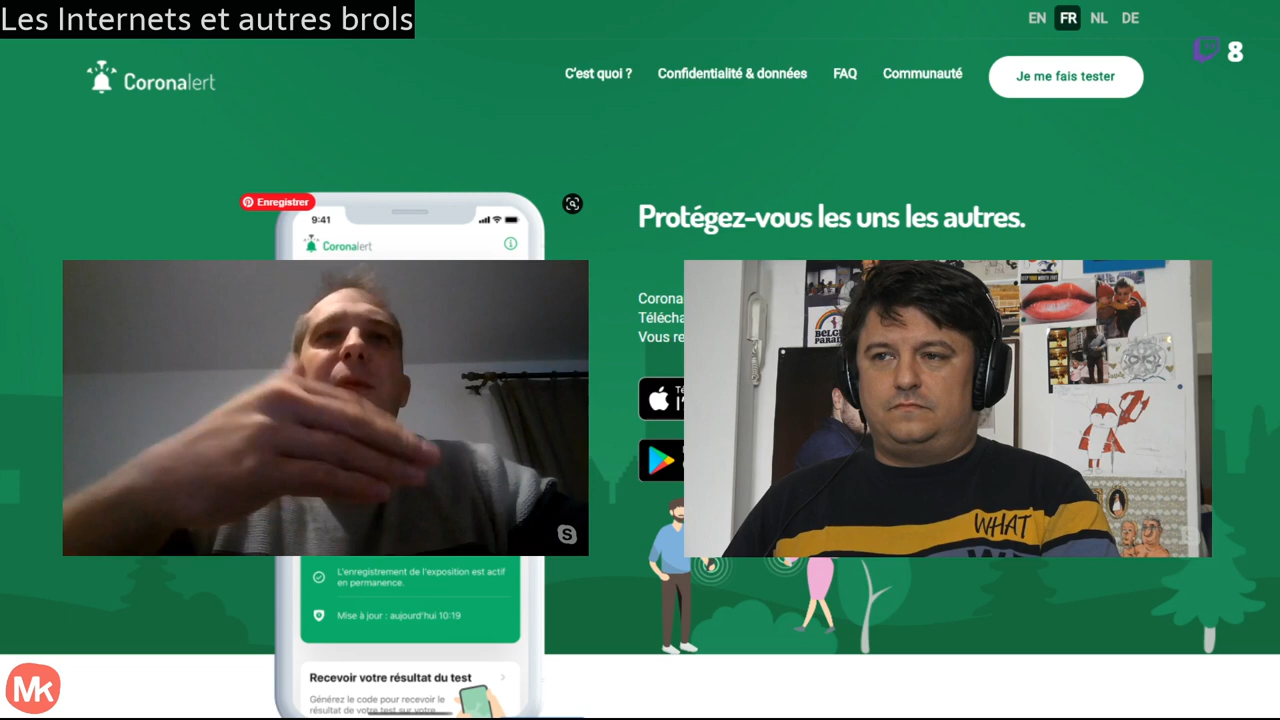 Les Internets et autres brols
EN FR NL DE
8
Coronalert
C'est quoi ?
Confidentialité & données
FAQ
Communauté
Je me fais tester
Enregistrer
9:41
Coronalert
Protégez-vous les uns les autres.
Corona
Télécha
Vous re
WHAT
L'enregistrement de l'exposition est actif
en permanence.
Mise à jour : aujourd'hui 10:19
Recevoir votre résultat du test
Générez le code pour recevoir le
résultat de votre test sur votre
Mk